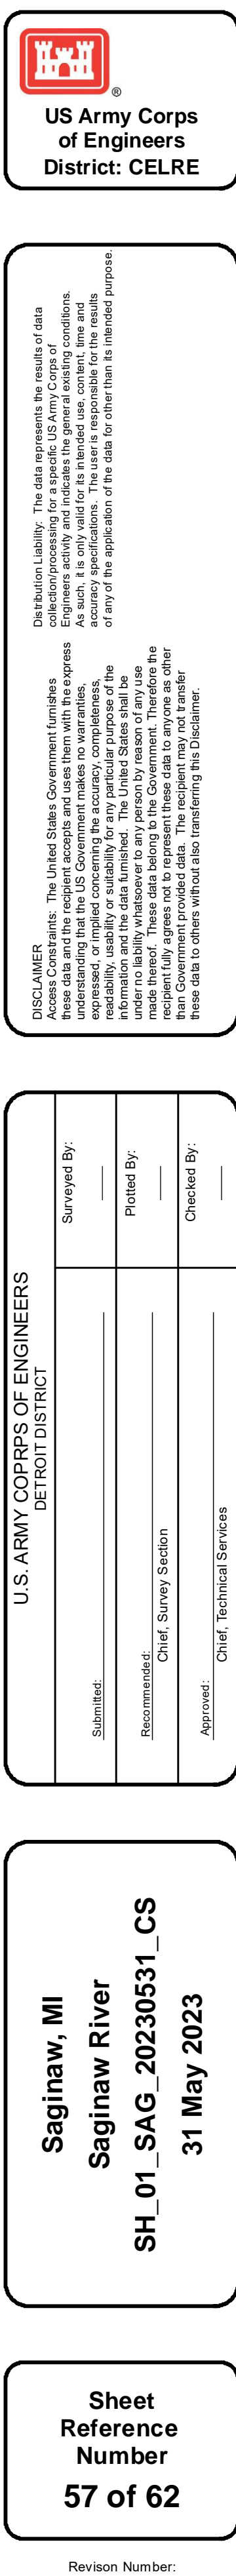 US Army Corps
of Engineers
District: CELRE
®
DISCLAIMER
Access Constraints: The United States Government furnishes
these data and the recipient accepts and uses them with the express
understanding that the US Government makes no warranties,
expressed, or implied concerning the accuracy, completeness,
readability, usability or suitability for any particular purpose of the
information and the data furnished. The United States shall be
under no liability whatsoever to any person by reason of any use
made thereof. These data belong to the Government. Therefore the
recipient fully agrees not to represent these data to anyone as other
than Government provided data. The recipient may not transfer
these data to others without also transferring this Disclaimer.
Distribution Liability: The data represents the results of data
collection/processing for a specific US Army Corps of
Engineers activity and indicates the general existing conditions.
As such, it is only valid for its intended use, content, time and
accuracy specifications. The user is responsible for the results
of any of the application of the data for other than its intended purpose.
U.S. ARMY COPRPS OF ENGINEERS
DETROIT DISTRICT
Submitted:
Surveyed By:
Recommended:
Chief, Survey Section
Plotted By:
Approved:
Chief, Technical Services
Checked By:
Saginaw, MI
Saginaw River
SH_01_SAG_20230531_CS
31 May 2023
Sheet
Reference
Number
57 of 62
Revison Number: